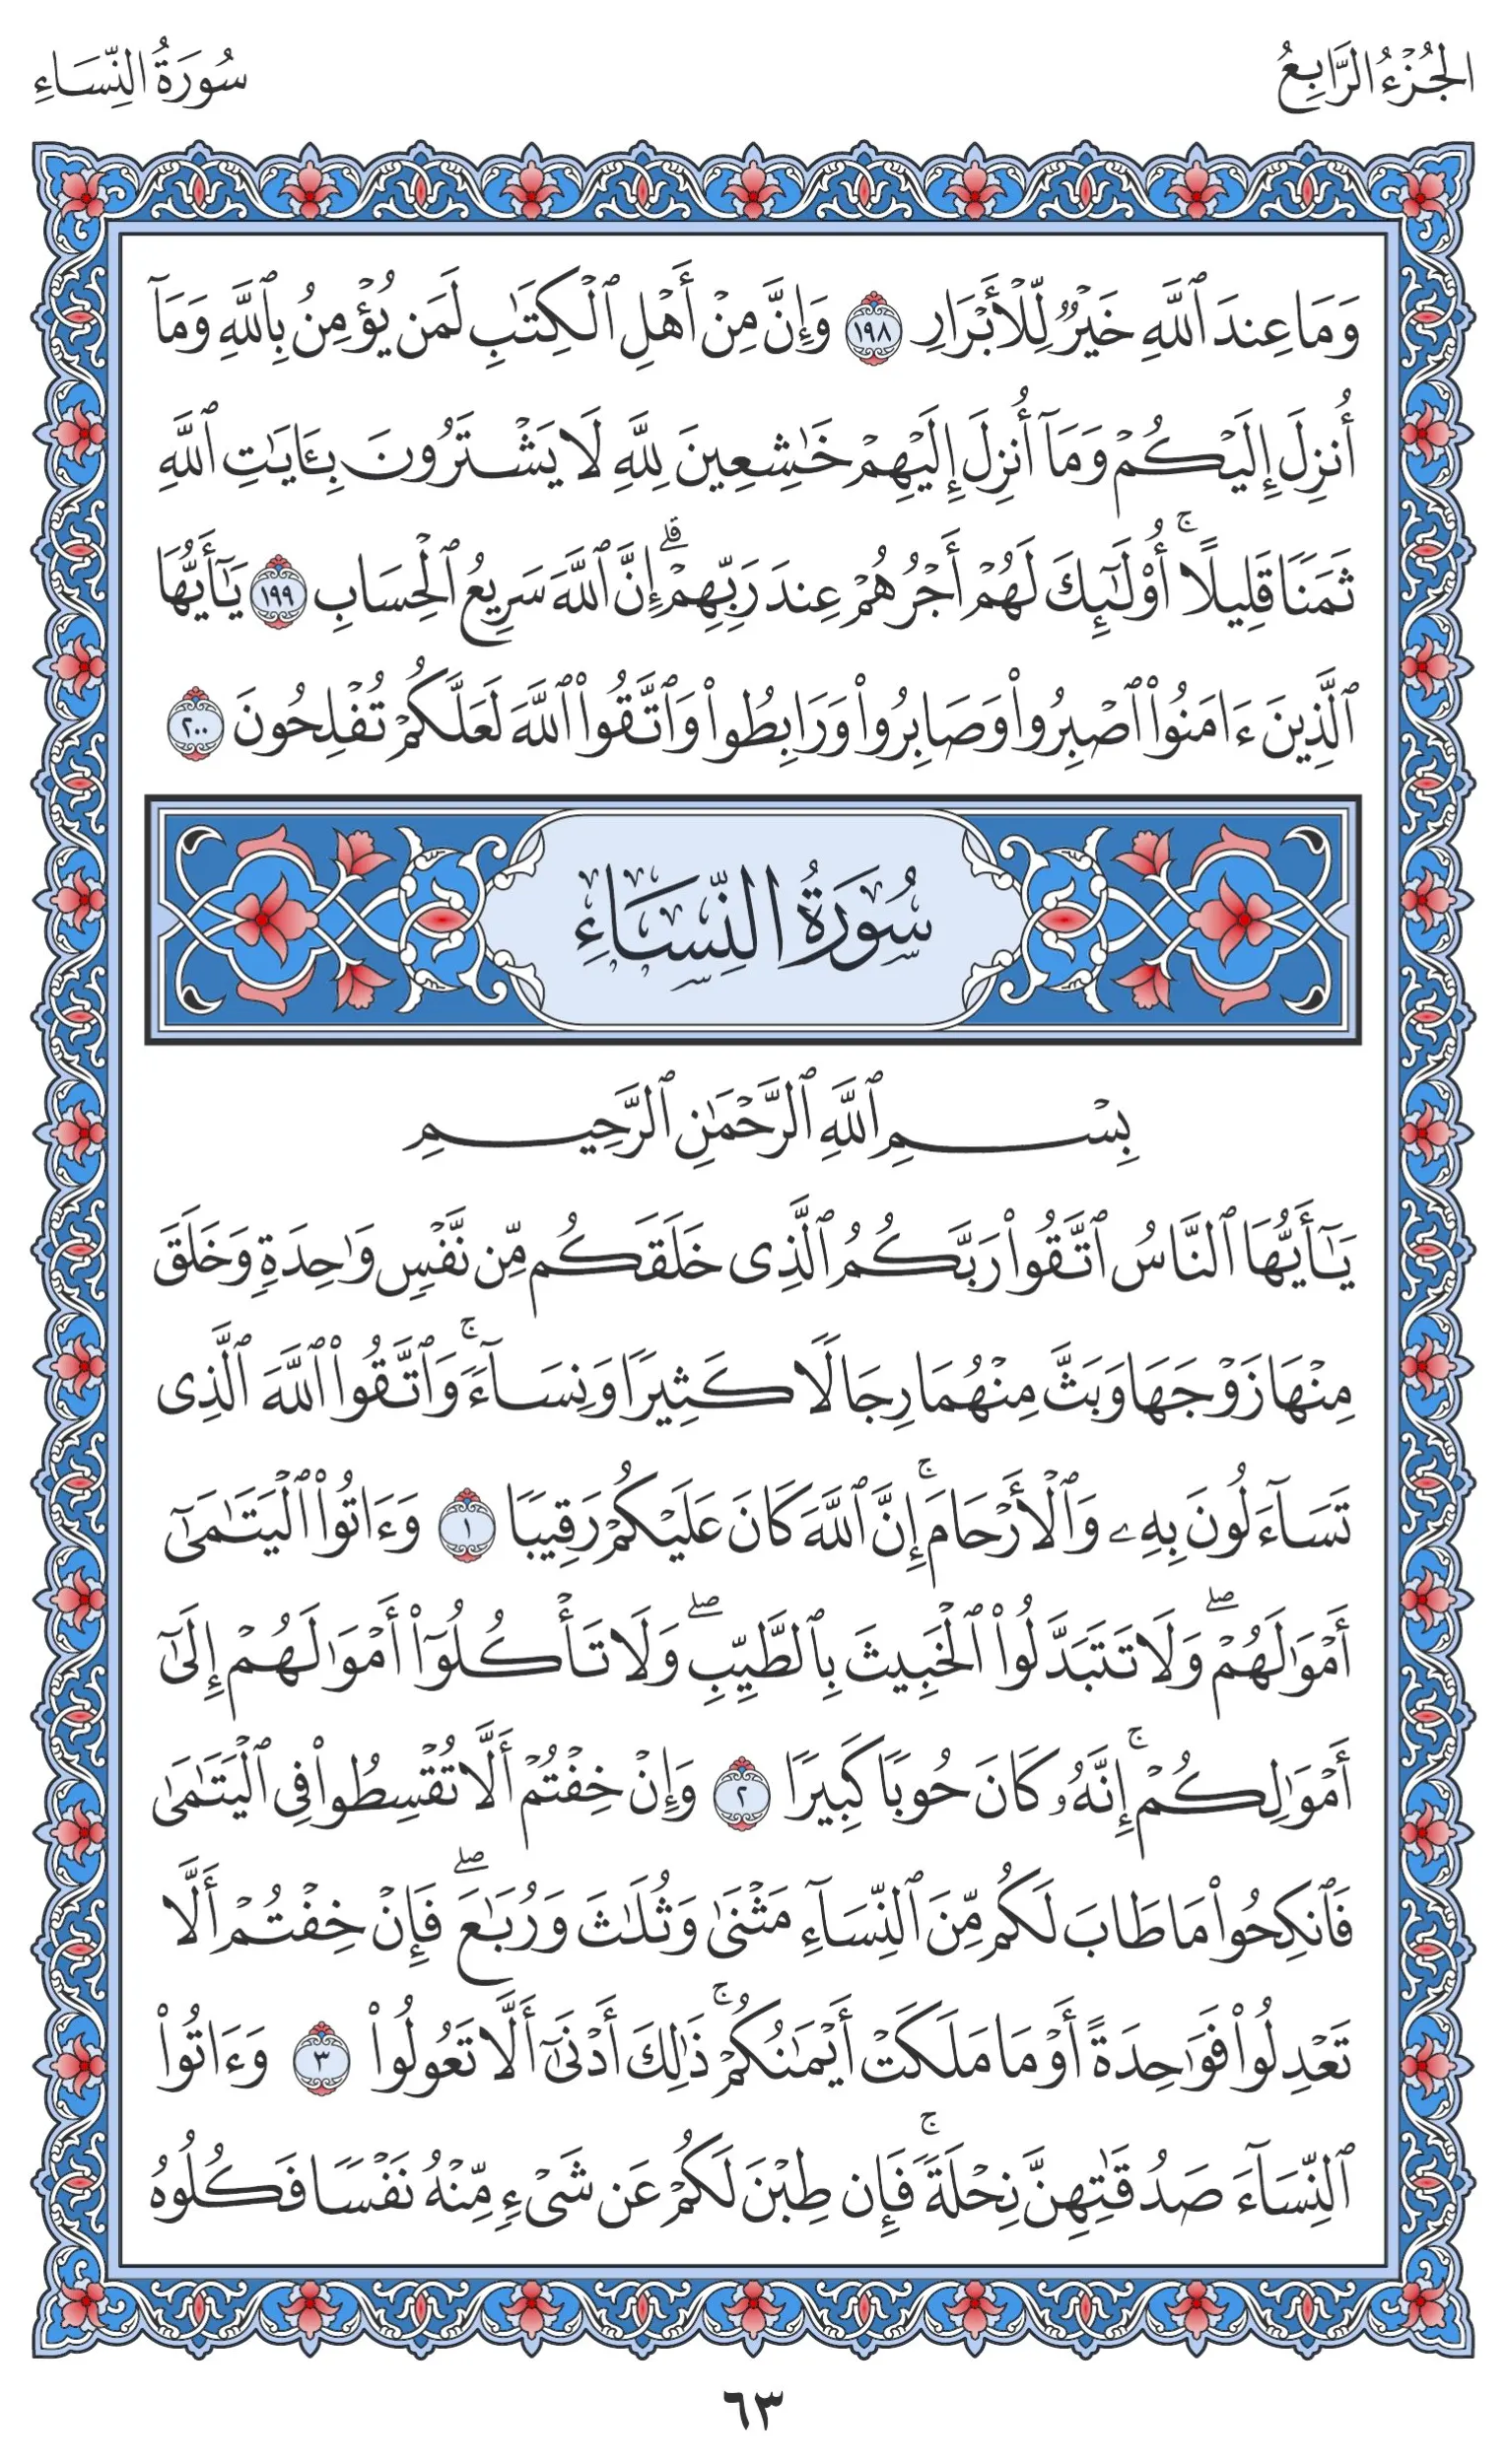 الجُزْءُ الرَّابِعُ
سُورَةُ النِّسَاءِ
وَمَا عِندَ ٱللَّهِ خَيْرٌ لِّلْأَبْرَارِ ١٩٨ وَإِنَّ مِنْ أَهْلِ ٱلْكِتَٰبِ لَمَن يُؤْمِنُ بِٱللَّهِ وَمَآ
أُنزِلَ إِلَيْكُمْ وَمَآ أُنزِلَ إِلَيْهِمْ خَٰشِعِينَ لِلَّهِ لَا يَشْتَرُونَ بِـَٔايَٰتِ ٱللَّهِ
ثَمَنًا قَلِيلًا ۚ أُو۟لَٰٓئِكَ لَهُمْ أَجْرُهُمْ عِندَ رَبِّهِمْ ۗ إِنَّ ٱللَّهَ سَرِيعُ ٱلْحِسَابِ ١٩٩ يَٰٓأَيُّهَا
ٱلَّذِينَ ءَامَنُوا۟ ٱصْبِرُوا۟ وَصَابِرُوا۟ وَرَابِطُوا۟ وَٱتَّقُوا۟ ٱللَّهَ لَعَلَّكُمْ تُفْلِحُونَ ٢٠٠
سُورَةُ النِّسَاءِ
بِسْمِ ٱللَّهِ ٱلرَّحْمَٰنِ ٱلرَّحِيمِ
يَٰٓأَيُّهَا ٱلنَّاسُ ٱتَّقُوا۟ رَبَّكُمُ ٱلَّذِى خَلَقَكُم مِّن نَّفْسٍ وَٰحِدَةٍ وَخَلَقَ
مِنْهَا زَوْجَهَا وَبَثَّ مِنْهُمَا رِجَالًا كَثِيرًا وَنِسَآءً ۚ وَٱتَّقُوا۟ ٱللَّهَ ٱلَّذِى
تَسَآءَلُونَ بِهِۦ وَٱلْأَرْحَامَ ۚ إِنَّ ٱللَّهَ كَانَ عَلَيْكُمْ رَقِيبًا ١ وَءَاتُوا۟ ٱلْيَتَٰمَىٰٓ
أَمْوَٰلَهُمْ ۖ وَلَا تَتَبَدَّلُوا۟ ٱلْخَبِيثَ بِٱلطَّيِّبِ ۖ وَلَا تَأْكُلُوٓا۟ أَمْوَٰلَهُمْ إِلَىٰٓ
أَمْوَٰلِكُمْ ۚ إِنَّهُۥ كَانَ حُوبًا كَبِيرًا ٢ وَإِنْ خِفْتُمْ أَلَّا تُقْسِطُوا۟ فِى ٱلْيَتَٰمَىٰ
فَٱنكِحُوا۟ مَا طَابَ لَكُم مِّنَ ٱلنِّسَآءِ مَثْنَىٰ وَثُلَٰثَ وَرُبَٰعَ ۖ فَإِنْ خِفْتُمْ أَلَّا
تَعْدِلُوا۟ فَوَٰحِدَةً أَوْ مَا مَلَكَتْ أَيْمَٰنُكُمْ ۚ ذَٰلِكَ أَدْنَىٰٓ أَلَّا تَعُولُوا۟ ٣ وَءَاتُوا۟
ٱلنِّسَآءَ صَدُقَٰتِهِنَّ نِحْلَةً ۚ فَإِن طِبْنَ لَكُمْ عَن شَىْءٍ مِّنْهُ نَفْسًا فَكُلُوهُ
٦٣